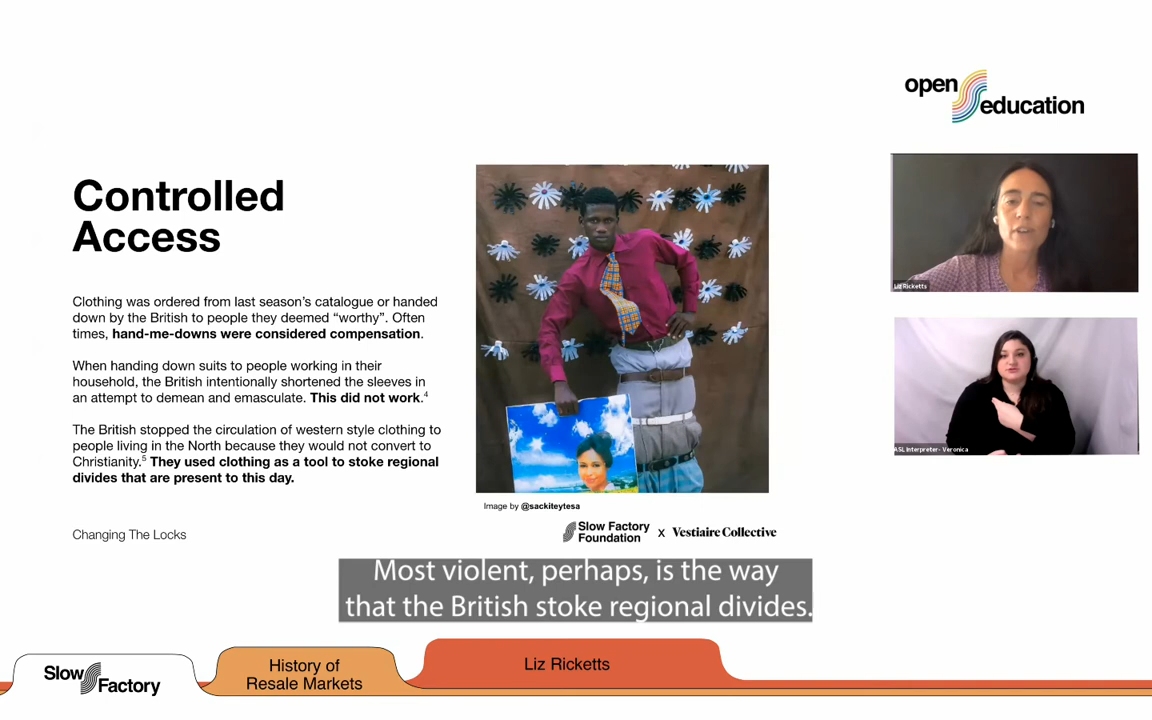 open
education
Controlled
Access
Clothing was ordered from last season’s catalogue or handed
down by the British to people they deemed “worthy”. Often
times, hand-me-downs were considered compensation.
When handing down suits to people working in their
household, the British intentionally shortened the sleeves in
an attempt to demean and emasculate. This did not work.4
The British stopped the circulation of western style clothing to
people living in the North because they would not convert to
Christianity.5 They used clothing as a tool to stoke regional
divides that are present to this day.
Changing The Locks
Image by @sackiteytesa
Slow Factory
Foundation
x Vestiaire Collective
Liz Ricketts
ASL Interpreter- Veronica
Most violent, perhaps, is the way
that the British stoke regional divides.
Slow
Factory
History of
Resale Markets
Liz Ricketts